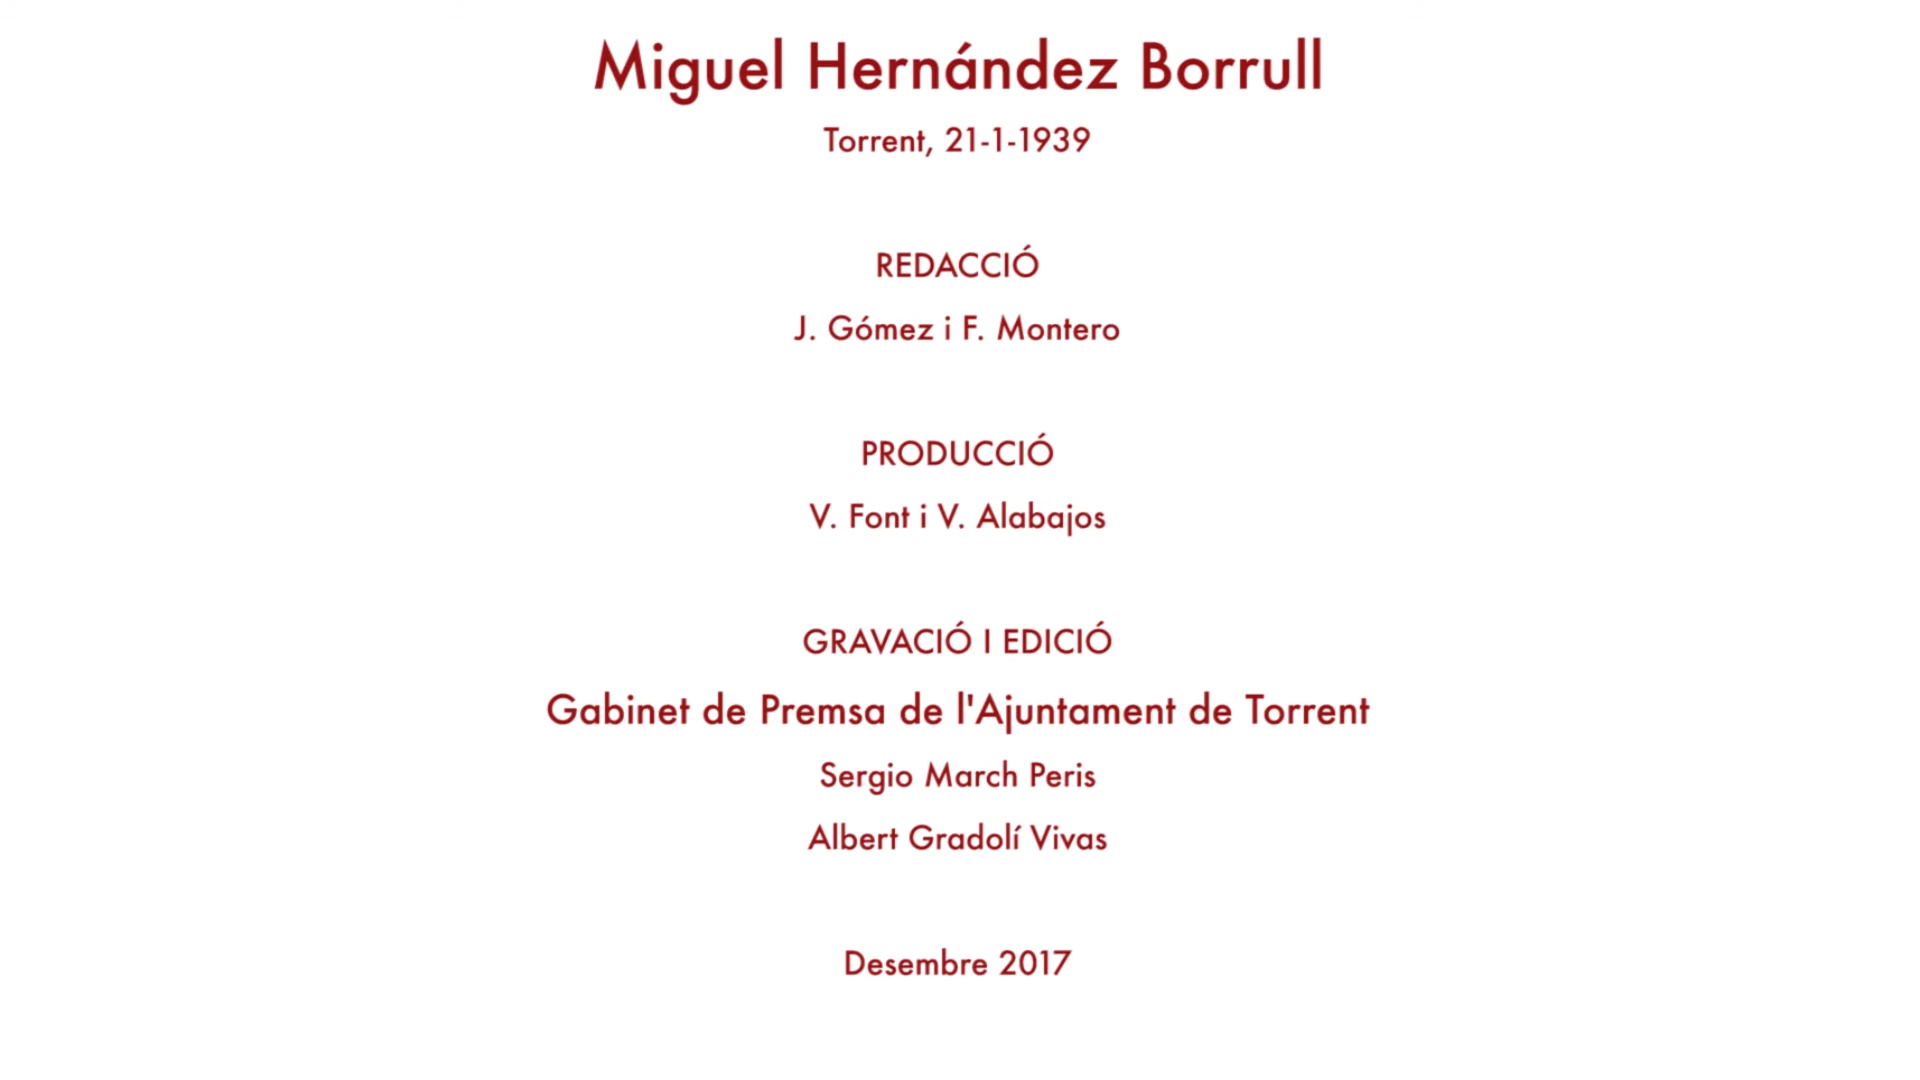 Miguel Hernández Borrull
Torrent, 21-1-1939
REDACCIÓ
J. Gómez i F. Montero
PRODUCCIÓ
V. Font i V. Alabajos
GRAVACIÓ I EDICIÓ
Gabinet de Premsa de l'Ajuntament de Torrent
Sergio March Peris
Albert Gradolí Vivas
Desembre 2017